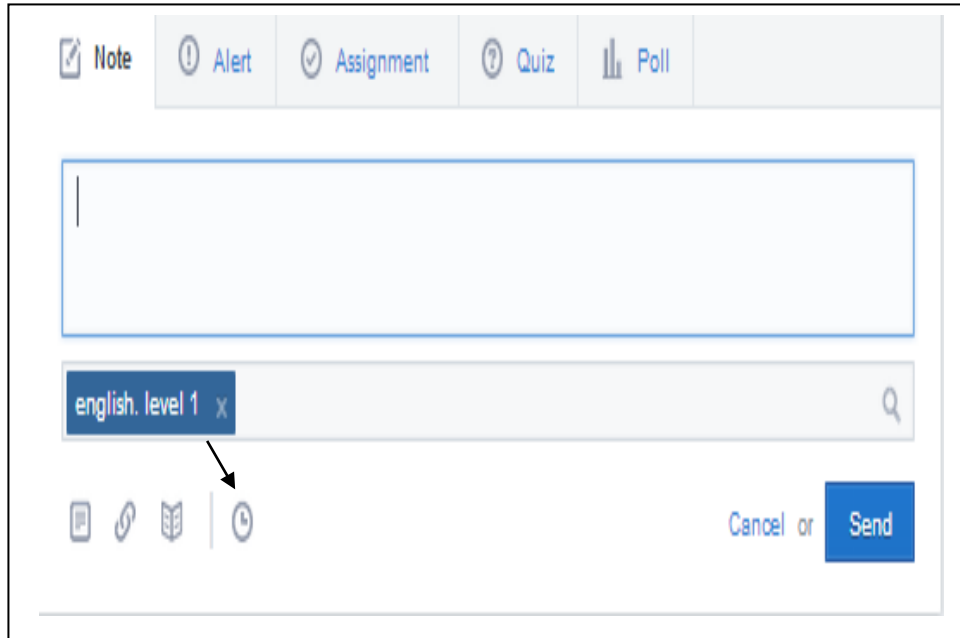 Note Alert Assignment Quiz Poll
english. level 1 x
Cancel or Send